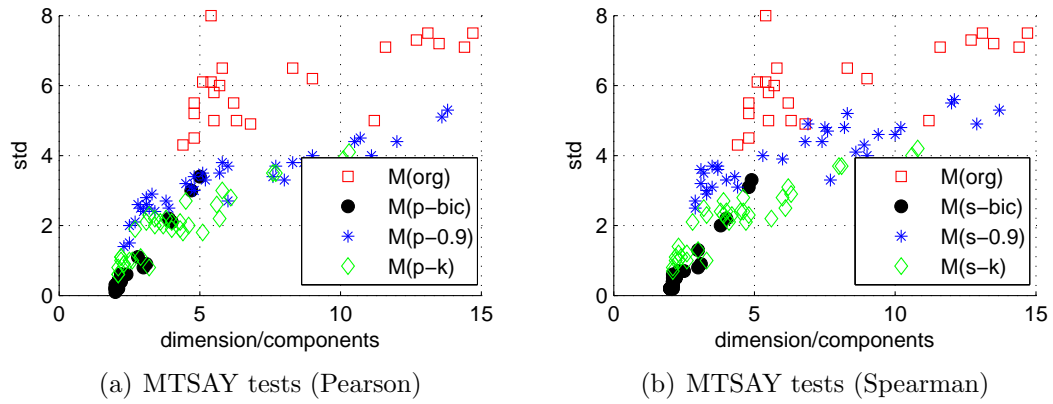 8
6
4
2
0
std
0
5
10
15
dimension/components
M(org)
M(p−bic)
M(p−0.9)
M(p−k)
(a) MTSAY tests (Pearson)
8
6
4
2
0
std
0
5
10
15
dimension/components
M(org)
M(s−bic)
M(s−0.9)
M(s−k)
(b) MTSAY tests (Spearman)